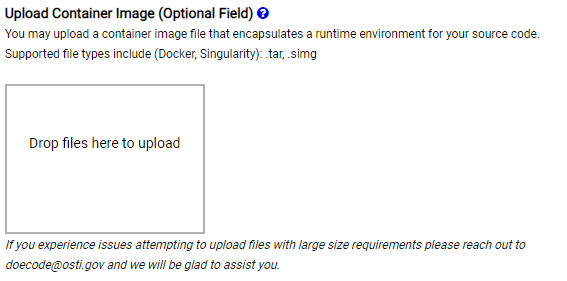 Upload Container Image (Optional Field) ?
You may upload a container image file that encapsulates a runtime environment for your source code.
Supported file types include (Docker, Singularity): .tar, .simg
Drop files here to upload
If you experience issues attempting to upload files with large size requirements please reach out to
doecode@osti.gov and we will be glad to assist you.